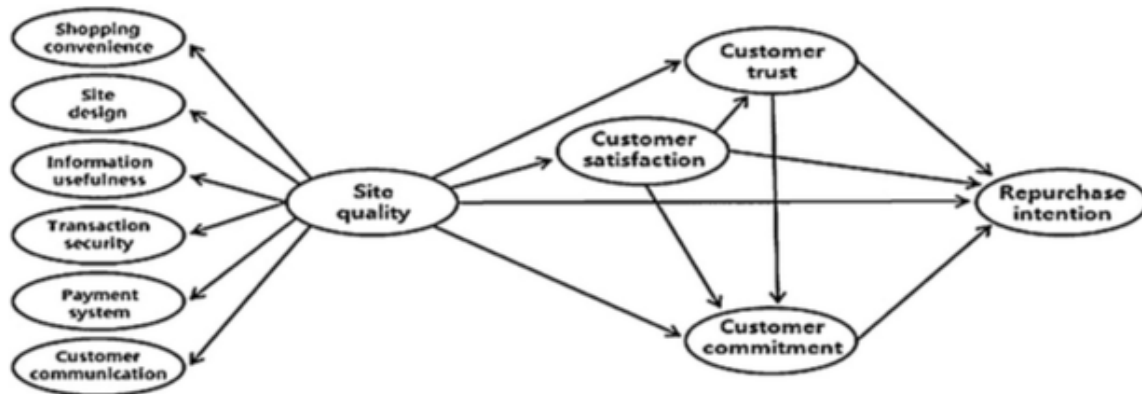 Shopping
convenience
Site
design
Information
usefulness
Transaction
security
Payment
system
Customer
communication
Site
quality
Customer
trust
Customer
satisfaction
Customer
commitment
Repurchase
intention